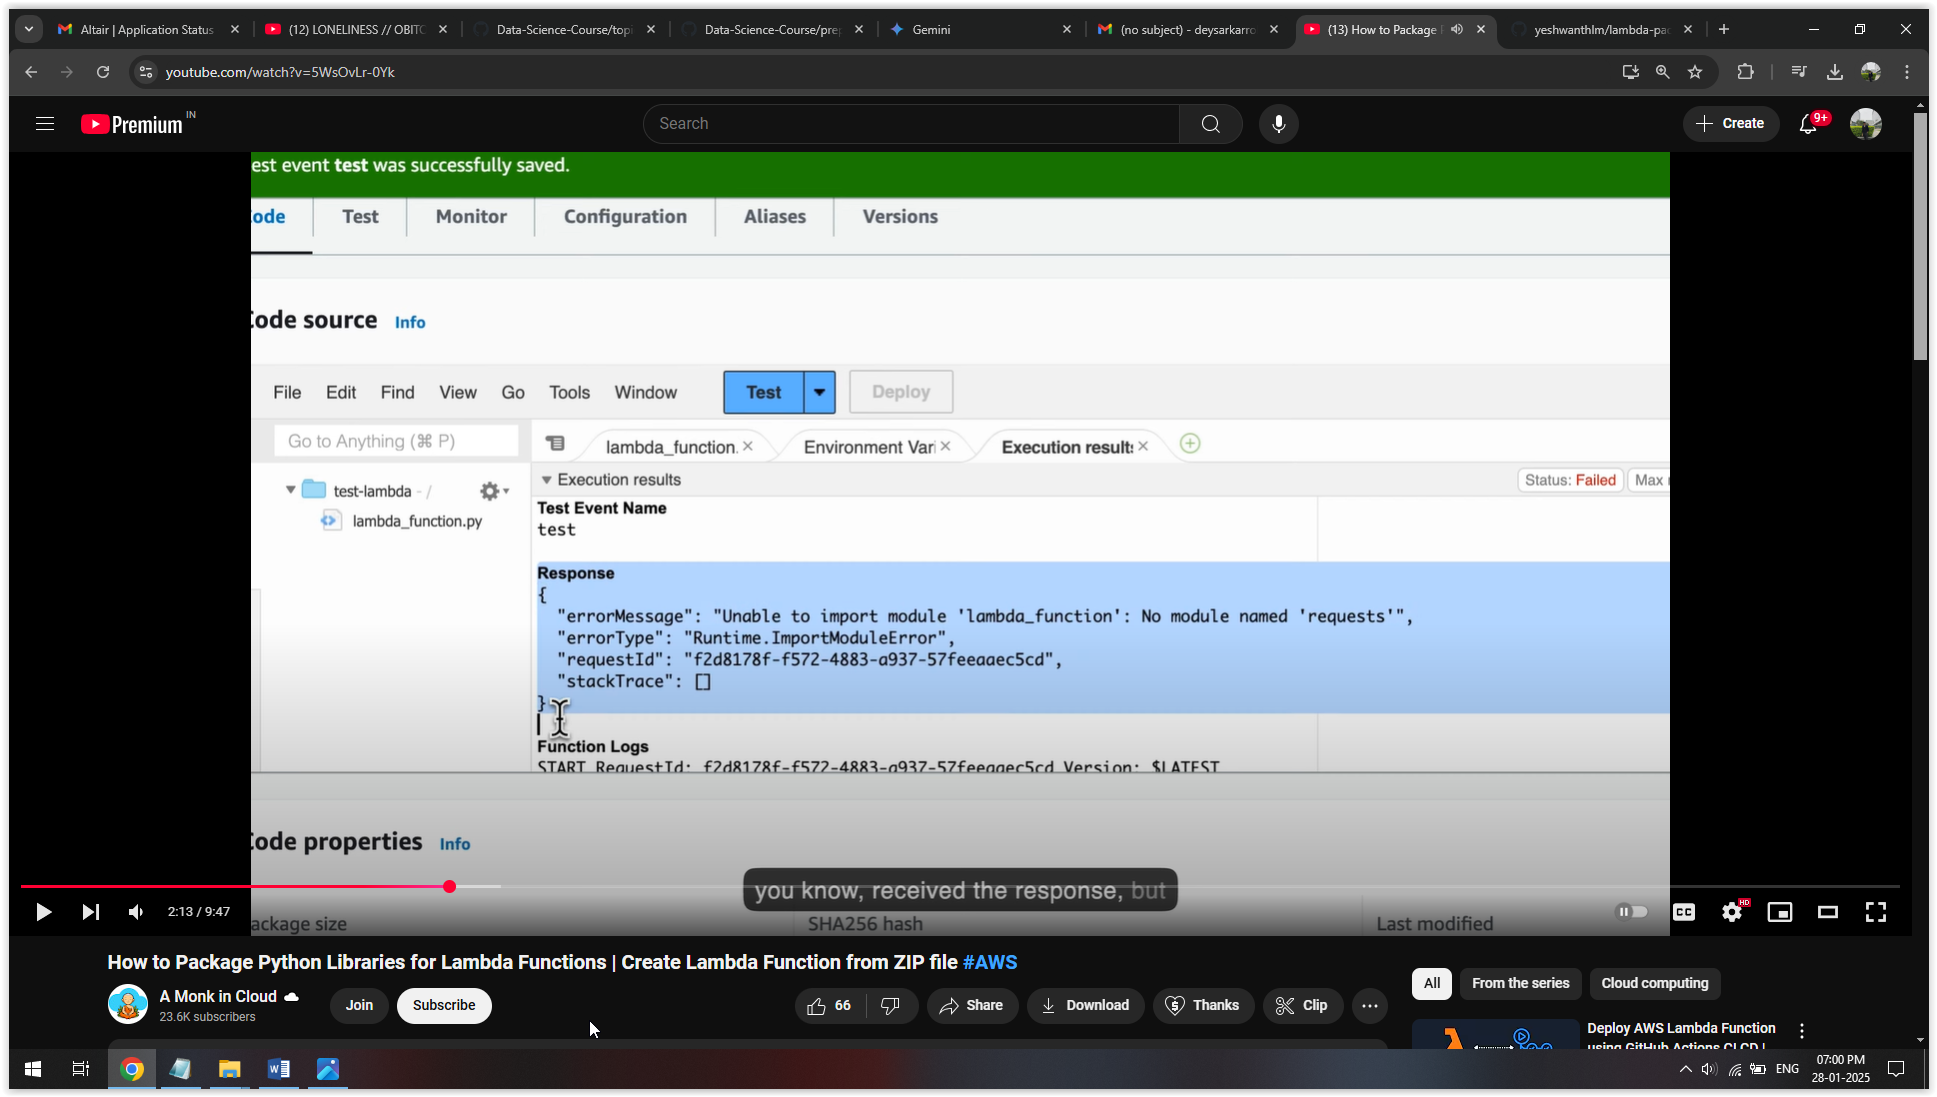 Altair | Application Status
(12) LONELINESS // OBITO
Data-Science-Course/topi
Data-Science-Course/prep
Gemini
(no subject) - deysarkarro
(13) How to Package
yeshwanthlm/lambda-pac
youtube.com/watch?v=5WsOvLr-0Yk
Premium IN
Search
Create
9+
est event test was successfully saved.
ode
Test
Monitor
Configuration
Aliases
Versions
Code source Info
File Edit Find View Go Tools Window
Test
Deploy
Go to Anything (⌘ P)
lambda_function.
Environment Vari
Execution results
test-lambda - /
lambda_function.py
Execution results
Status: Failed
Max
Test Event Name
test
Response
{
"errorMessage": "Unable to import module 'lambda_function': No module named 'requests'",
"errorType": "Runtime.ImportModuleError",
"requestId": "f2d8178f-f572-4883-a937-57feeaaec5cd",
"stackTrace": []
}
Function Logs
START RequestId: f2d8178f-f572-4883-a937-57feeaaec5cd Version: $LATEST
Code properties Info
you know, received the response, but
2:13 / 9:47
HD
CC
ackage size
SHA256 hash
Last modified
How to Package Python Libraries for Lambda Functions | Create Lambda Function from ZIP file #AWS
A Monk in Cloud
23.6K subscribers
Join
Subscribe
66
Share
Download
Thanks
Clip
All
From the series
Cloud computing
Deploy AWS Lambda Function
using GitHub Actions CI CD |
ENG
07:00 PM
28-01-2025